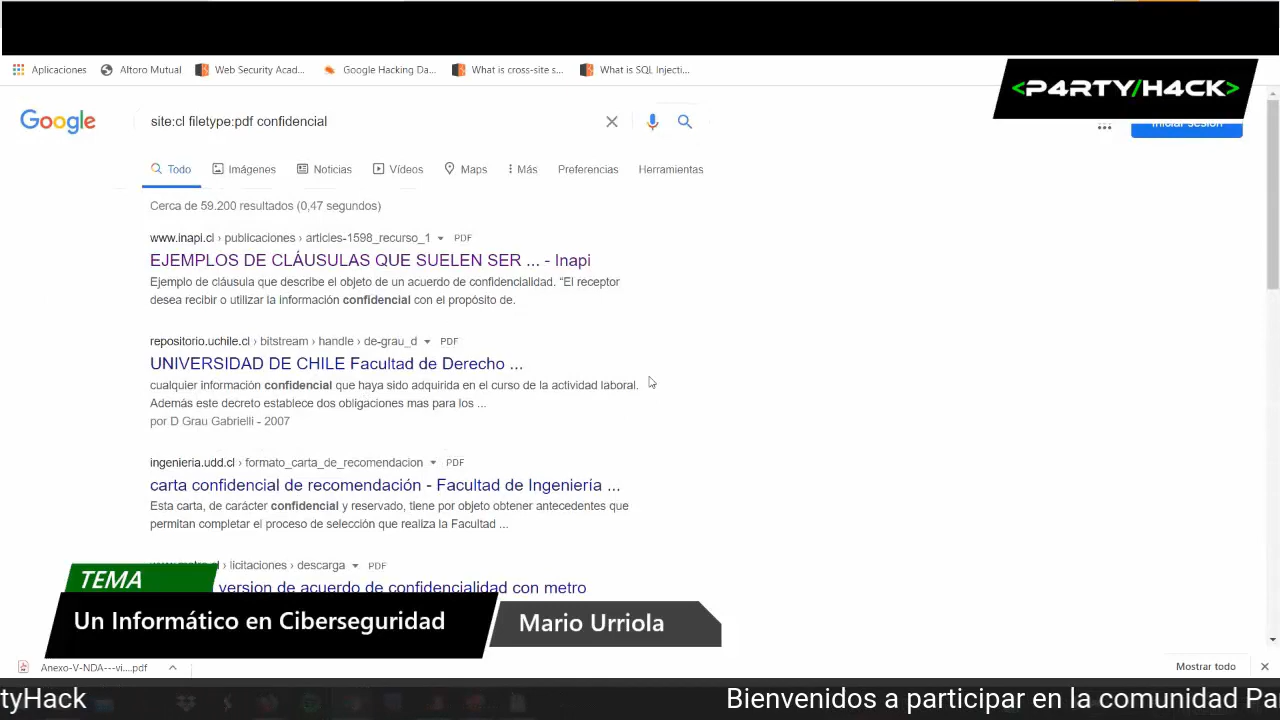 Aplicaciones
Altoro Mutual
Web Security Acad...
Google Hacking Da...
What is cross-site s...
What is SQL Injecti...
<P4RTY/H4CK>
Google
site:cl filetype:pdf confidencial
Iniciar sesión
Todo
Imágenes
Noticias
Vídeos
Maps
Más
Preferencias
Herramientas
Cerca de 59.200 resultados (0,47 segundos)
www.inapi.cl › publicaciones › articles-1598_recurso_1 PDF
EJEMPLOS DE CLÁUSULAS QUE SUELEN SER ... - Inapi
Ejemplo de cláusula que describe el objeto de un acuerdo de confidencialidad. “El receptor
desea recibir o utilizar la información confidencial con el propósito de.
repositorio.uchile.cl › bitstream › handle › de-grau_d PDF
UNIVERSIDAD DE CHILE Facultad de Derecho ...
cualquier información confidencial que haya sido adquirida en el curso de la actividad laboral.
Además este decreto establece dos obligaciones mas para los ...
por D Grau Gabrielli - 2007
ingenieria.udd.cl › formato_carta_de_recomendacion PDF
carta confidencial de recomendación - Facultad de Ingeniería ...
Esta carta, de carácter confidencial y reservado, tiene por objeto obtener antecedentes que
permitan completar el proceso de selección que realiza la Facultad ...
› licitaciones › descarga PDF
version de acuerdo de confidencialidad con metro
TEMA
Un Informático en Ciberseguridad
Mario Urriola
Anexo-V-NDA---vi....pdf
Mostrar todo
tyHack
Bienvenidos a participar en la comunidad Pa